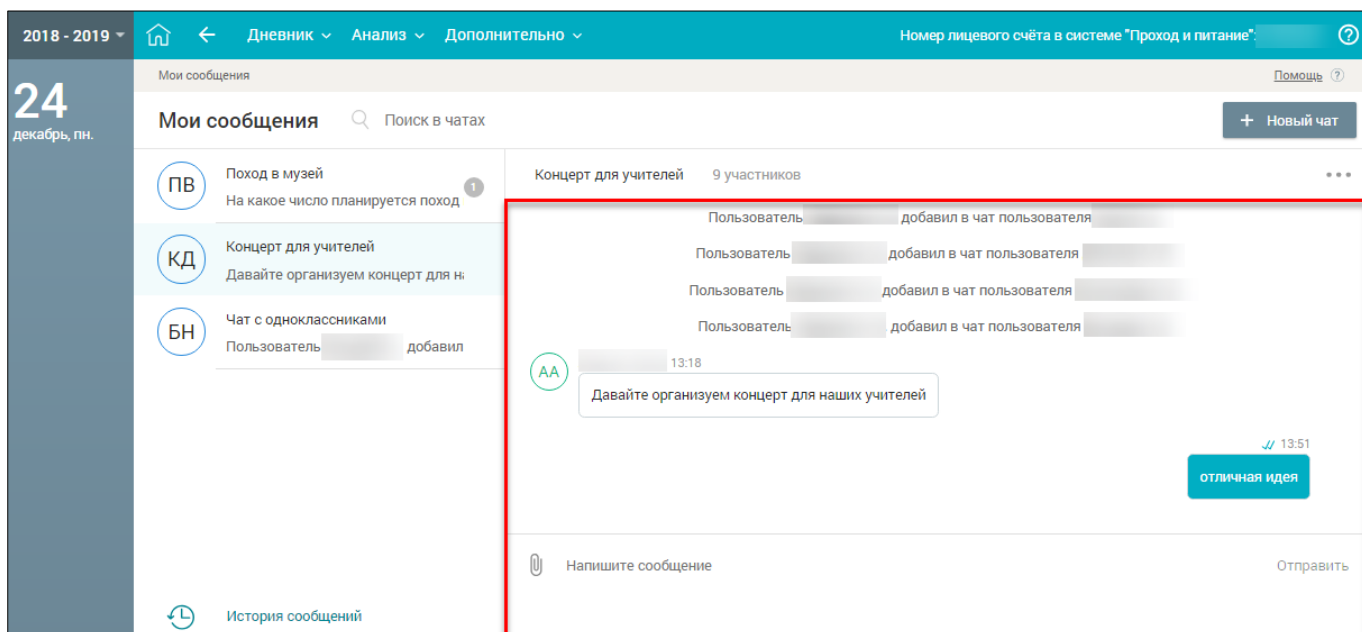 2018 - 2019
Дневник Анализ Дополнительно
Номер лицевого счёта в системе "Проход и питание":
24
декабрь, пн.
Мои сообщения
Помощь
Мои сообщения
Поиск в чатах
+ Новый чат
ПВ
Поход в музей
На какое число планируется поход
1
КД
Концерт для учителей
Давайте организуем концерт для на
БН
Чат с одноклассниками
Пользователь добавил
История сообщений
Концерт для учителей 9 участников
Пользователь добавил в чат пользователя
Пользователь добавил в чат пользователя
Пользователь добавил в чат пользователя
Пользователь добавил в чат пользователя
АА
13:18
Давайте организуем концерт для наших учителей
13:51
отличная идея
Напишите сообщение
Отправить